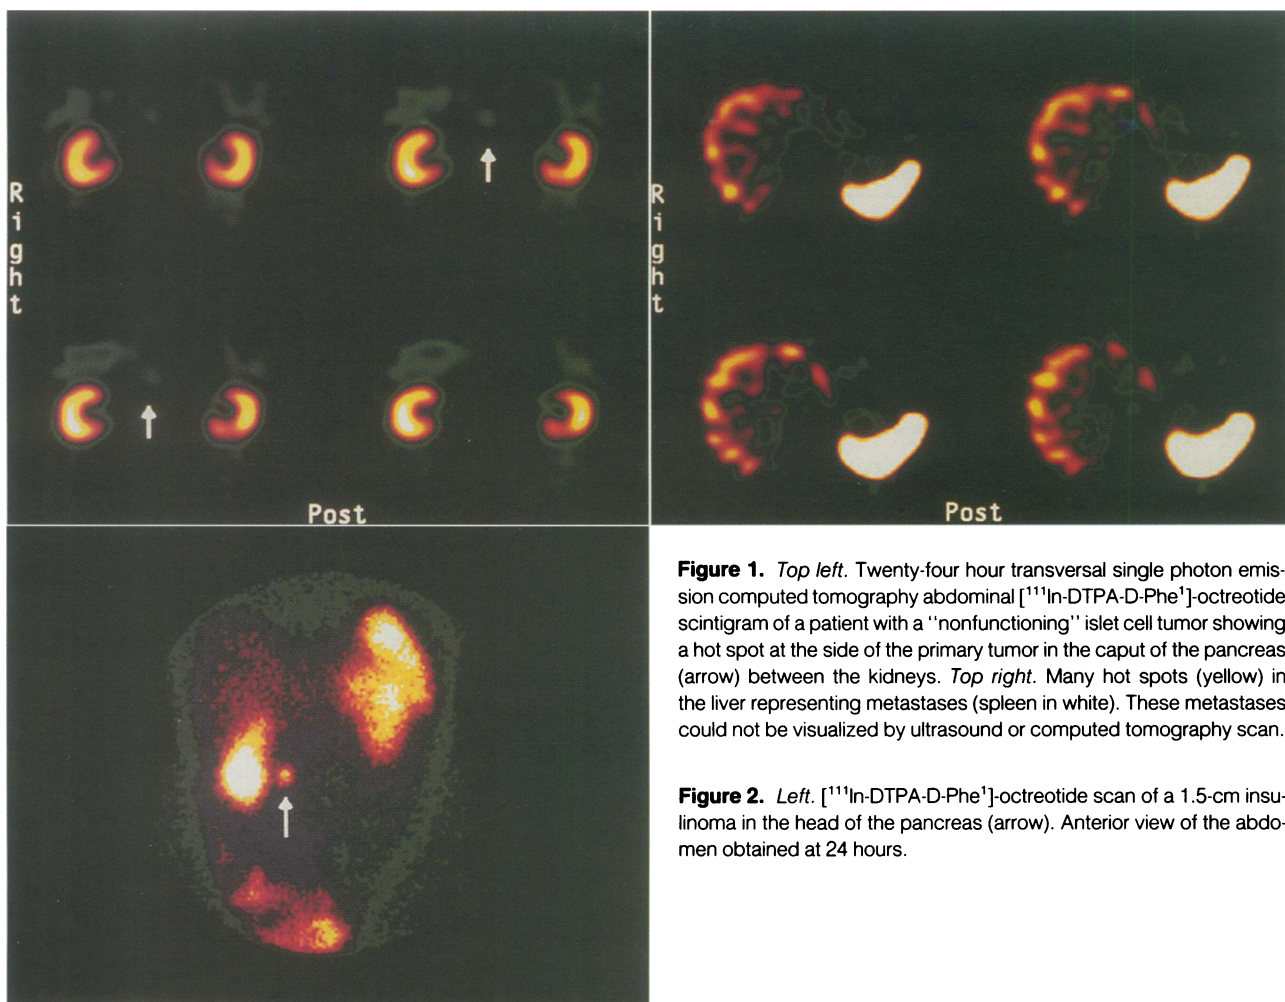 Right
Post
Right
Post
Figure 1. Top left. Twenty-four hour transversal single photon emis-
sion computed tomography abdominal [¹¹¹In-DTPA-D-Phe¹]-octreotide
scintigram of a patient with a "nonfunctioning" islet cell tumor showing
a hot spot at the side of the primary tumor in the caput of the pancreas
(arrow) between the kidneys. Top right. Many hot spots (yellow) in
the liver representing metastases (spleen in white). These metastases
could not be visualized by ultrasound or computed tomography scan.
Figure 2. Left. [¹¹¹In-DTPA-D-Phe¹]-octreotide scan of a 1.5-cm insu-
linoma in the head of the pancreas (arrow). Anterior view of the abdo-
men obtained at 24 hours.